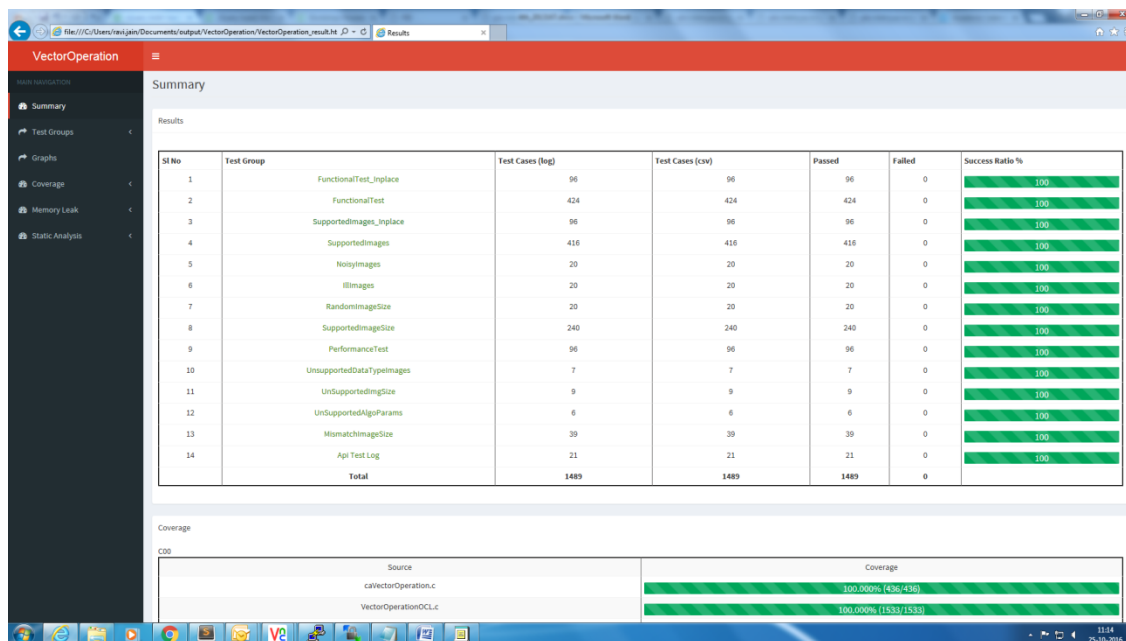 file:///C:/Users/ravi.jain/Documents/output/VectorOperation/VectorOperation_result.ht
Results
VectorOperation
MAIN NAVIGATION
Summary
Test Groups
Graphs
Coverage
Memory Leak
Static Analysis
Summary
Results
Sl No Test Group Test Cases (log) Test Cases (csv) Passed Failed Success Ratio %
1 FunctionalTest_Inplace 96 96 96 0 100
2 FunctionalTest 424 424 424 0 100
3 SupportedImages_Inplace 96 96 96 0 100
4 SupportedImages 416 416 416 0 100
5 NoisyImages 20 20 20 0 100
6 IllImages 20 20 20 0 100
7 RandomImageSize 20 20 20 0 100
8 SupportedImageSize 240 240 240 0 100
9 PerformanceTest 96 96 96 0 100
10 UnsupportedDataTypeImages 7 7 7 0 100
11 UnSupportedImgSize 9 9 9 0 100
12 UnSupportedAlgoParams 6 6 6 0 100
13 MismatchImageSize 39 39 39 0 100
14 Api Test Log 21 21 21 0 100
Total 1489 1489 1489 0
Coverage
C00
Source Coverage
caVectorOperation.c 100.000% (436/436)
VectorOperationOCL.c 100.000% (1533/1533)
11:14
25-10-2016